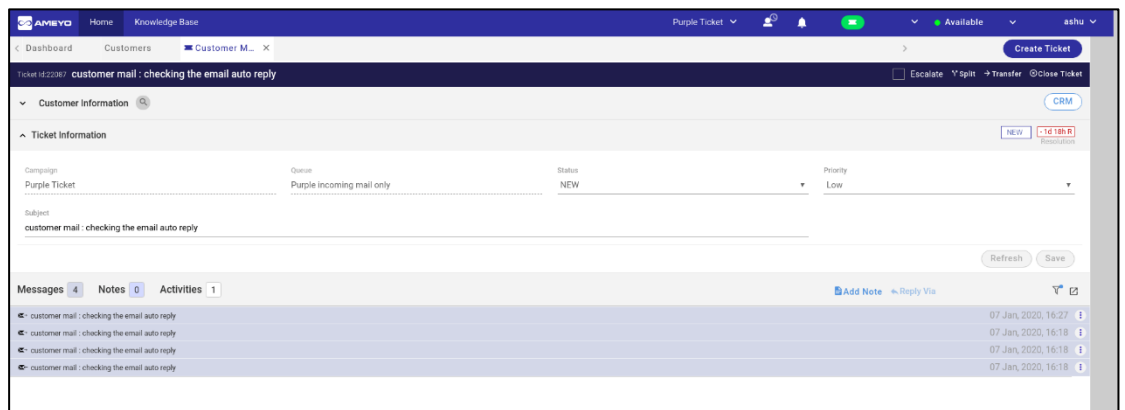 AMEYO Home Knowledge Base Purple Ticket Available ashu
Dashboard Customers Customer M... Create Ticket
Ticket Id:22087 customer mail : checking the email auto reply Escalate Split Transfer Close Ticket
Customer Information CRM
Ticket Information NEW - 1d 18h R
Resolution
Campaign Queue Status Priority
Purple Ticket Purple incoming mail only NEW Low
Subject
customer mail : checking the email auto reply
Refresh Save
Messages 4 Notes 0 Activities 1 Add Note Reply Via
customer mail : checking the email auto reply 07 Jan, 2020, 16:27
customer mail : checking the email auto reply 07 Jan, 2020, 16:18
customer mail : checking the email auto reply 07 Jan, 2020, 16:18
customer mail : checking the email auto reply 07 Jan, 2020, 16:18